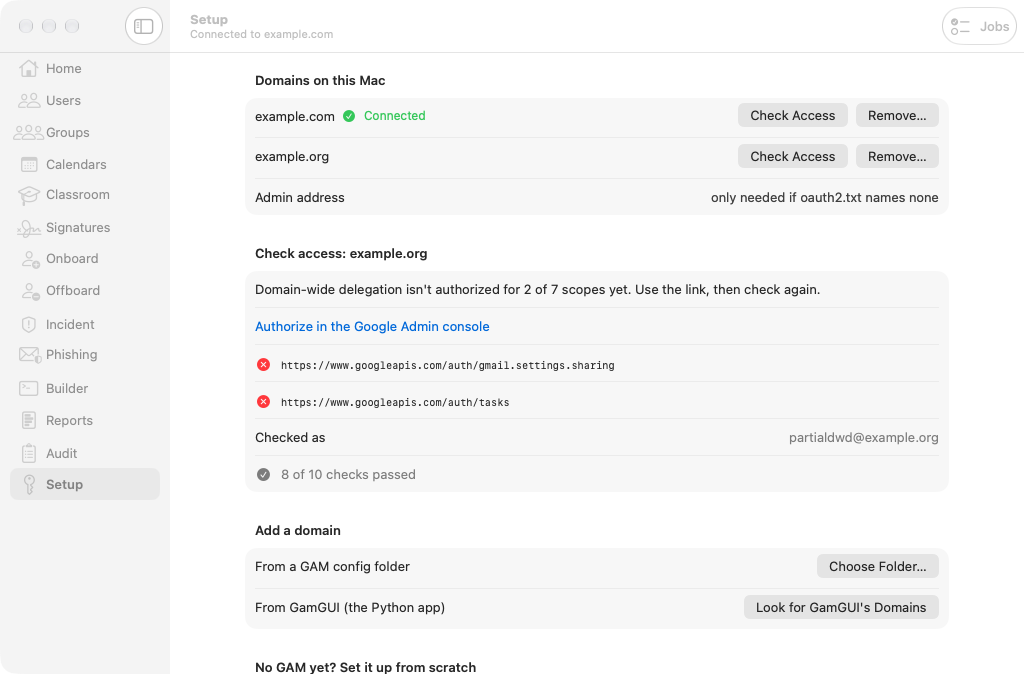 Setup
Connected to example.com
Jobs
Home
Users
Groups
Calendars
Classroom
Signatures
Onboard
Offboard
Incident
Phishing
Builder
Reports
Audit
Setup
Domains on this Mac
example.com Connected Check Access Remove...
example.org Check Access Remove...
Admin address only needed if oauth2.txt names none
Check access: example.org
Domain-wide delegation isn't authorized for 2 of 7 scopes yet. Use the link, then check again.
Authorize in the Google Admin console
https://www.googleapis.com/auth/gmail.settings.sharing
https://www.googleapis.com/auth/tasks
Checked as partialdwd@example.org
8 of 10 checks passed
Add a domain
From a GAM config folder Choose Folder...
From GamGUI (the Python app) Look for GamGUI's Domains
No GAM yet? Set it up from scratch